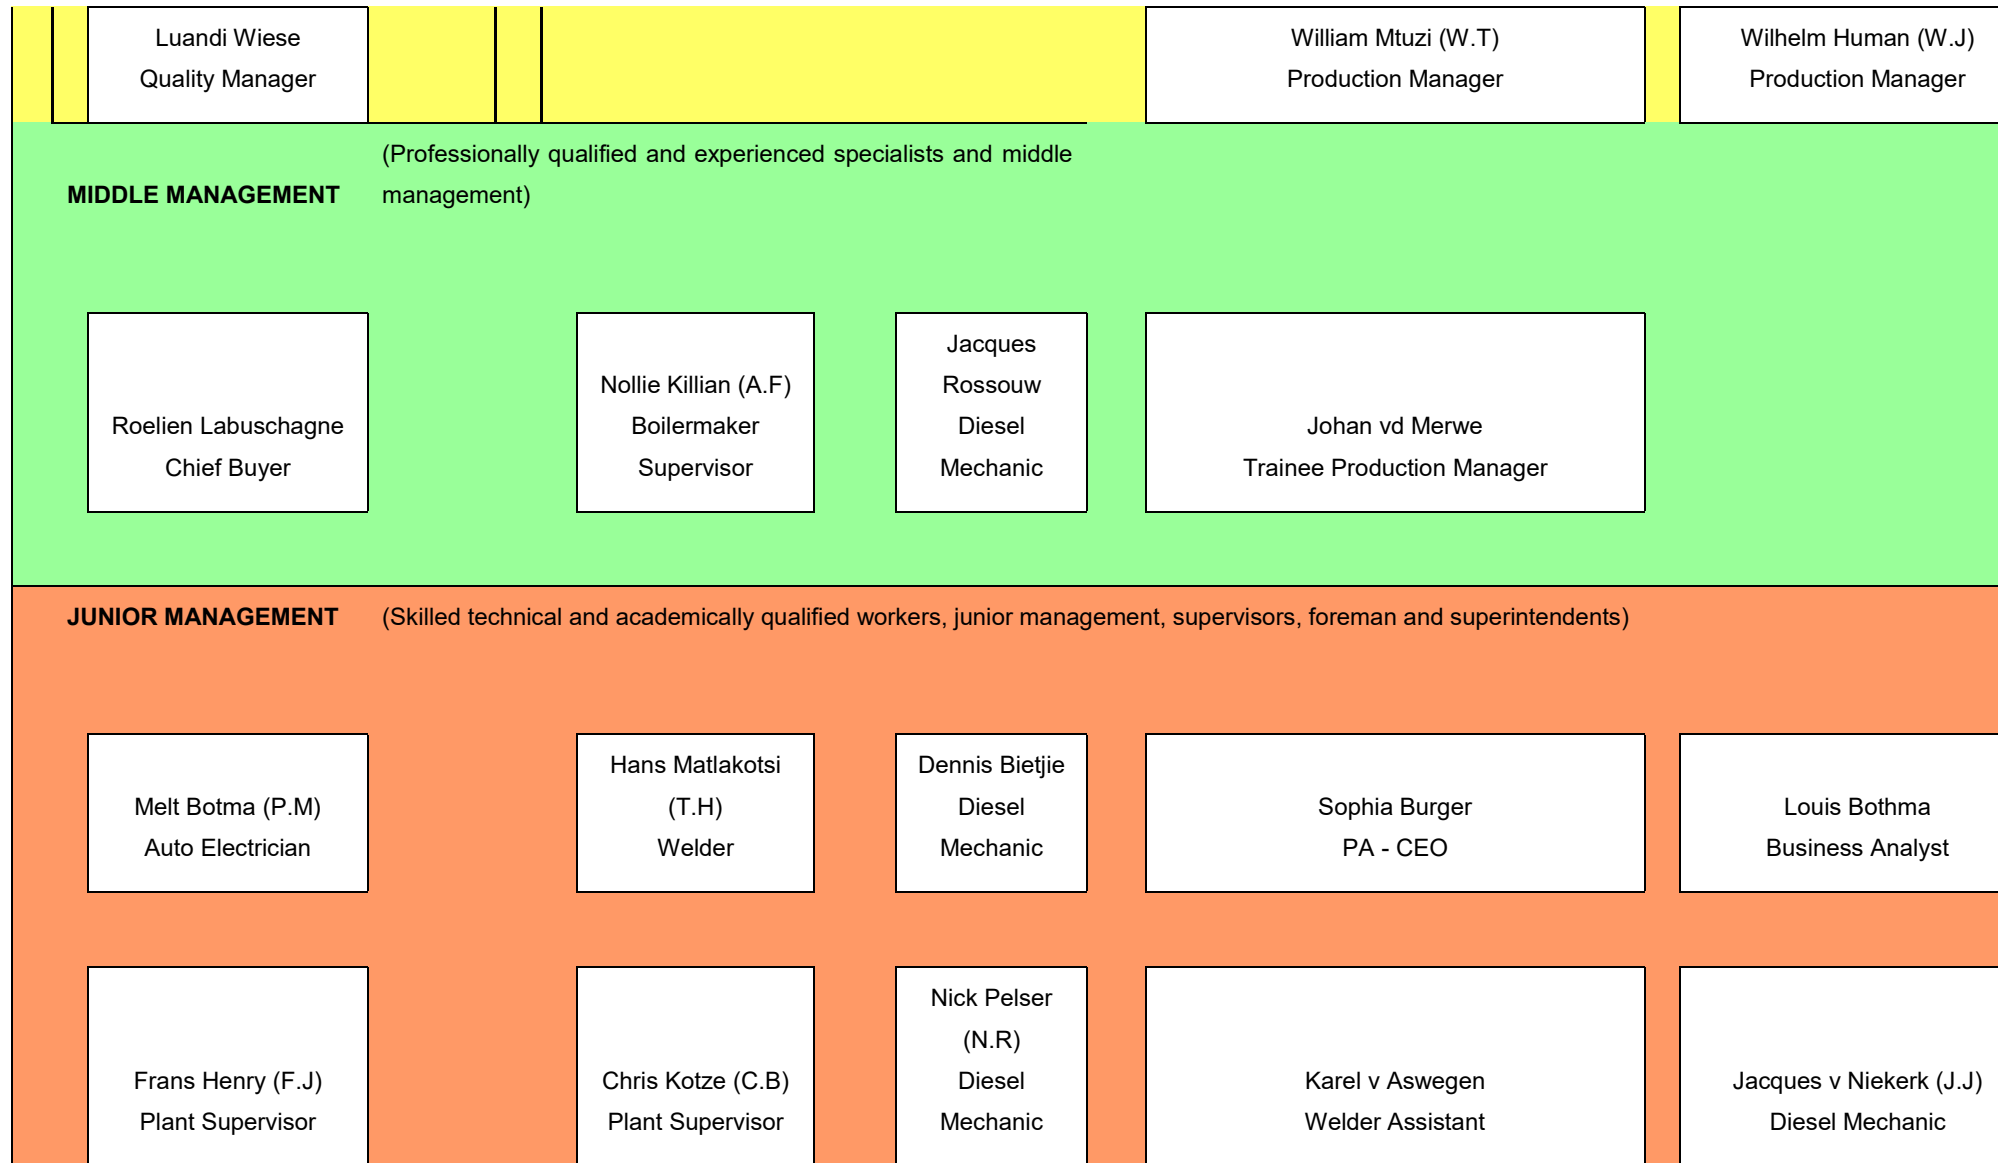 Luandi Wiese
Quality Manager
William Mtuzi (W.T)
Production Manager
Wilhelm Human (W.J)
Production Manager
MIDDLE MANAGEMENT
(Professionally qualified and experienced specialists and middle
management)
Roelien Labuschagne
Chief Buyer
Nollie Killian (A.F)
Boilermaker
Supervisor
Jacques
Rossouw
Diesel
Mechanic
Johan vd Merwe
Trainee Production Manager
JUNIOR MANAGEMENT
(Skilled technical and academically qualified workers, junior management, supervisors, foreman and superintendents)
Melt Botma (P.M)
Auto Electrician
Hans Matlakotsi
(T.H)
Welder
Dennis Bietjie
Diesel
Mechanic
Sophia Burger
PA - CEO
Louis Bothma
Business Analyst
Frans Henry (F.J)
Plant Supervisor
Chris Kotze (C.B)
Plant Supervisor
Nick Pelser
(N.R)
Diesel
Mechanic
Karel v Aswegen
Welder Assistant
Jacques v Niekerk (J.J)
Diesel Mechanic